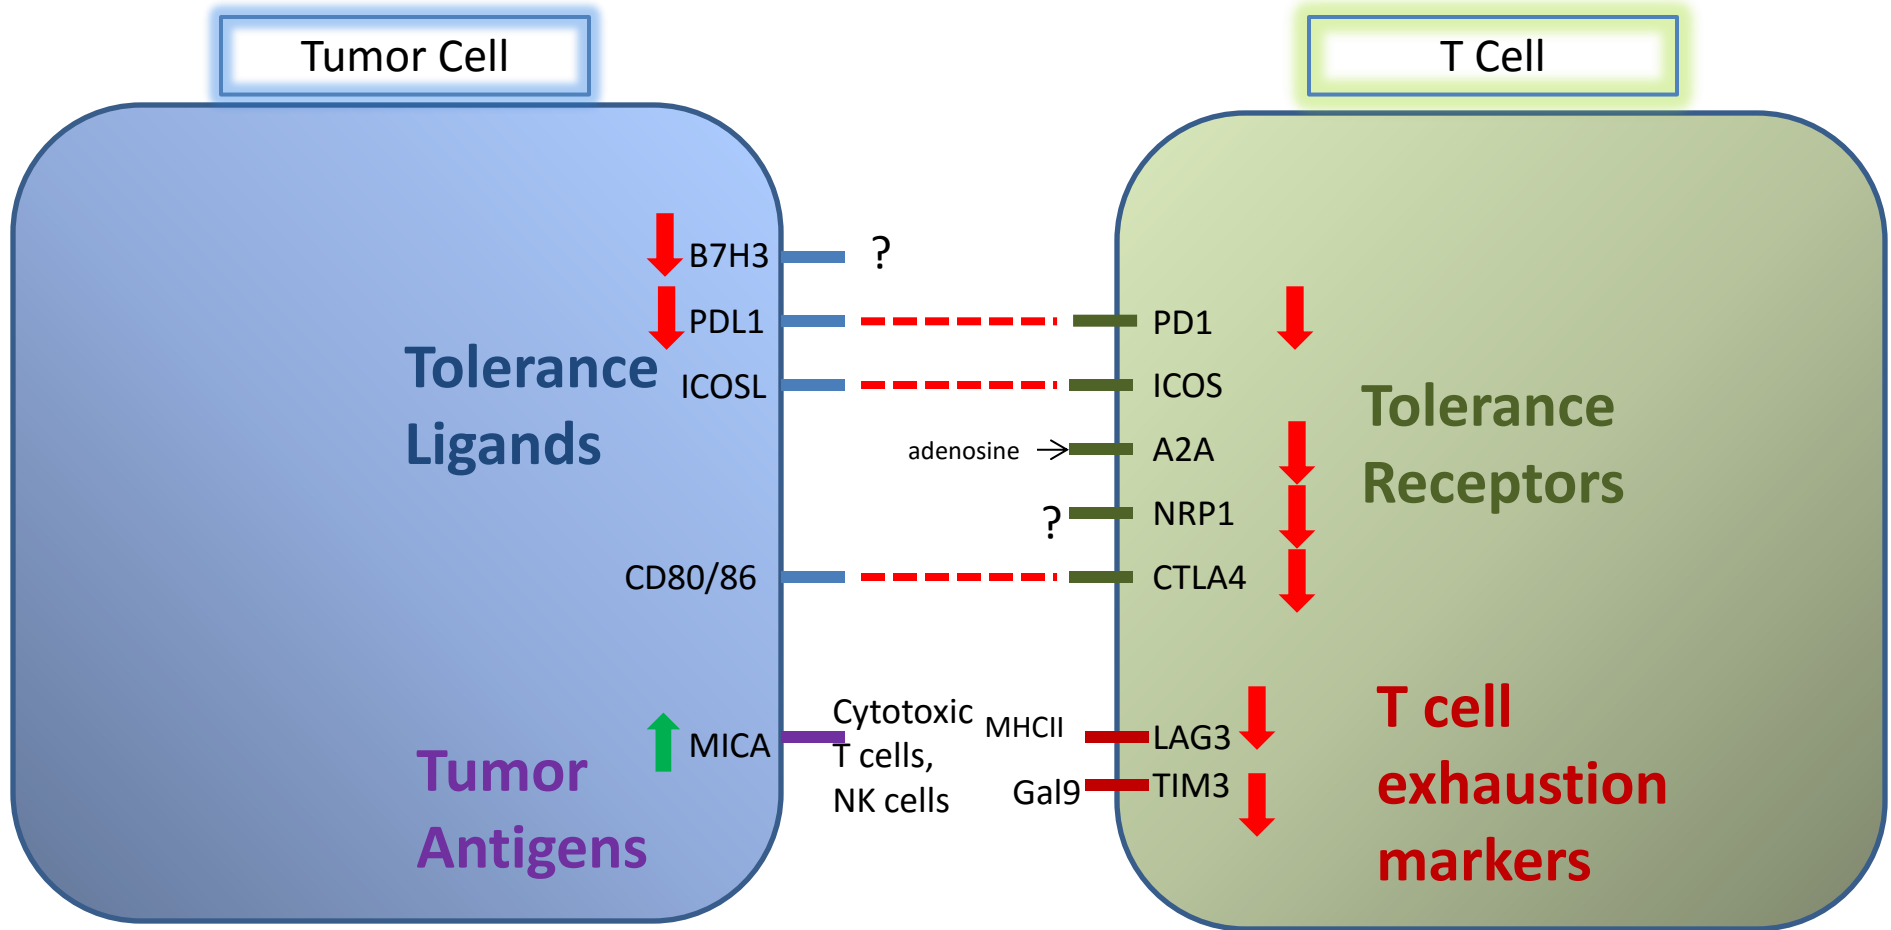 Tumor Cell
T Cell
B7H3
?
PDL1
PD1
Tolerance
Ligands
ICOSL
ICOS
Tolerance
Receptors
adenosine
A2A
?
NRP1
CD80/86
CTLA4
MICA
Tumor
Antigens
Cytotoxic
T cells,
NK cells
MHCII
LAG3
Gal9
TIM3
T cell
exhaustion
markers